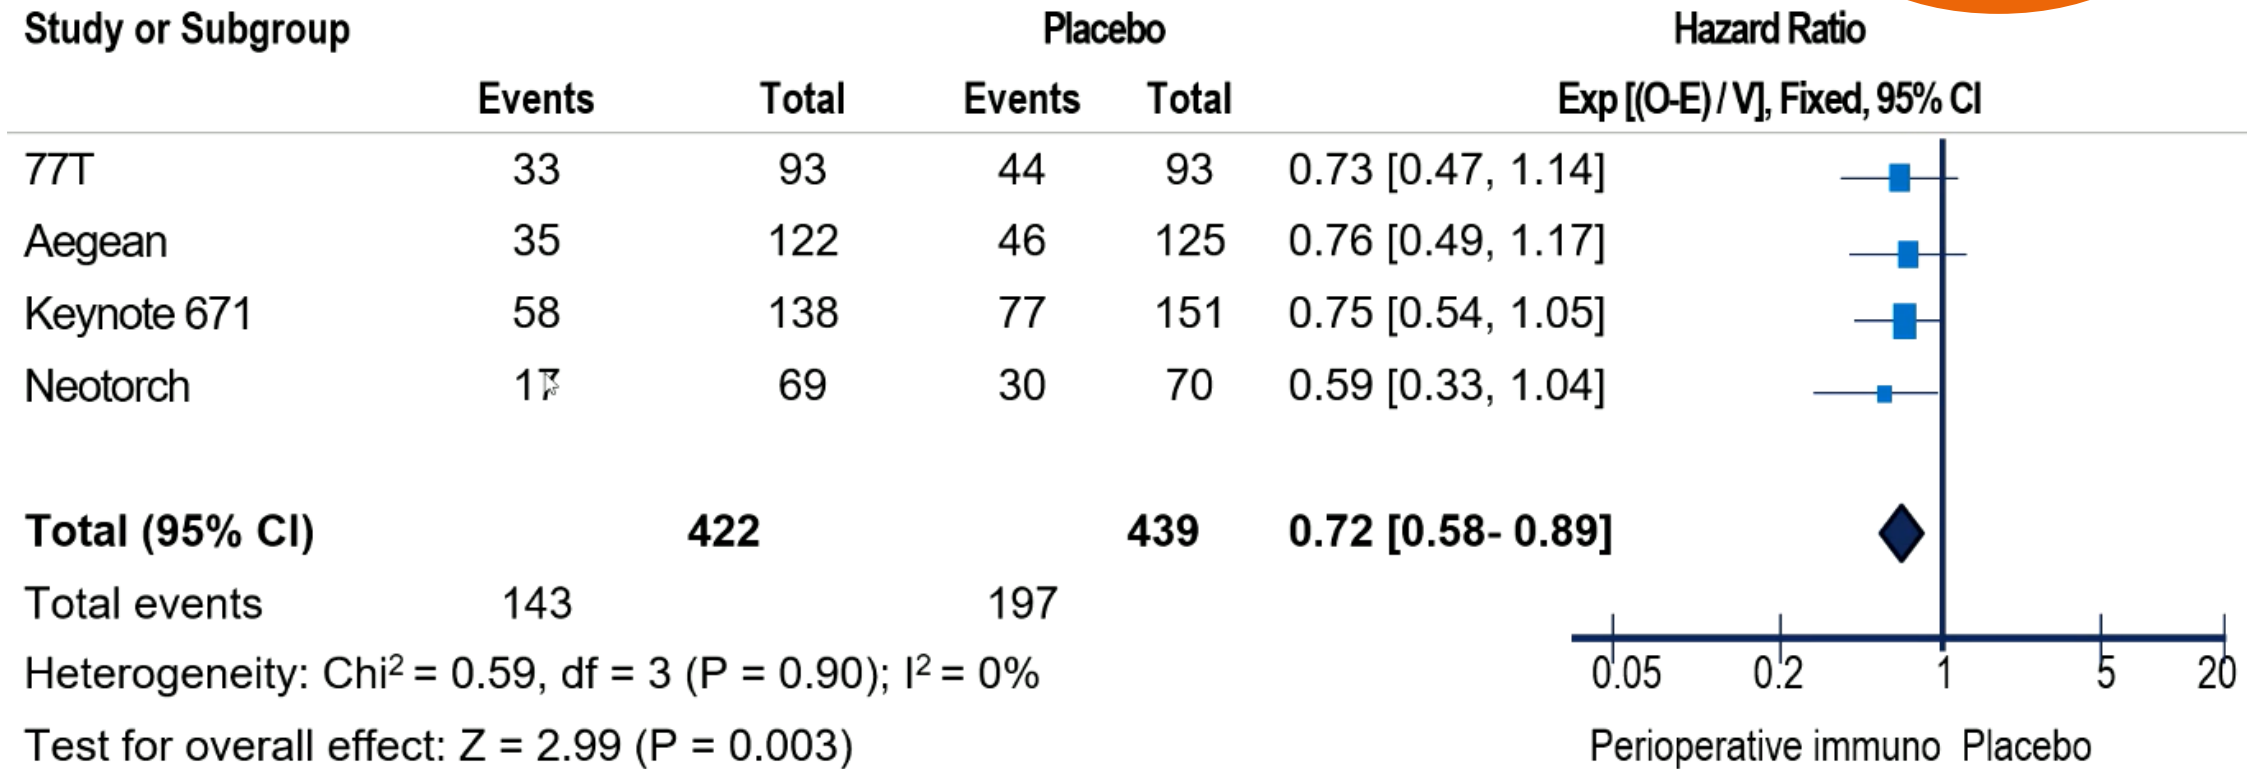 Study or Subgroup Placebo Hazard Ratio
Events Total Events Total Exp [(O-E) / V], Fixed, 95% CI
77T 33 93 44 93 0.73 [0.47, 1.14]
Aegean 35 122 46 125 0.76 [0.49, 1.17]
Keynote 671 58 138 77 151 0.75 [0.54, 1.05]
Neotorch 17 69 30 70 0.59 [0.33, 1.04]
Total (95% CI) 422 439 0.72 [0.58- 0.89]
Total events 143 197
Heterogeneity: Chi² = 0.59, df = 3 (P = 0.90); I² = 0%
0.05 0.2 1 5 20
Test for overall effect: Z = 2.99 (P = 0.003)
Perioperative immuno Placebo